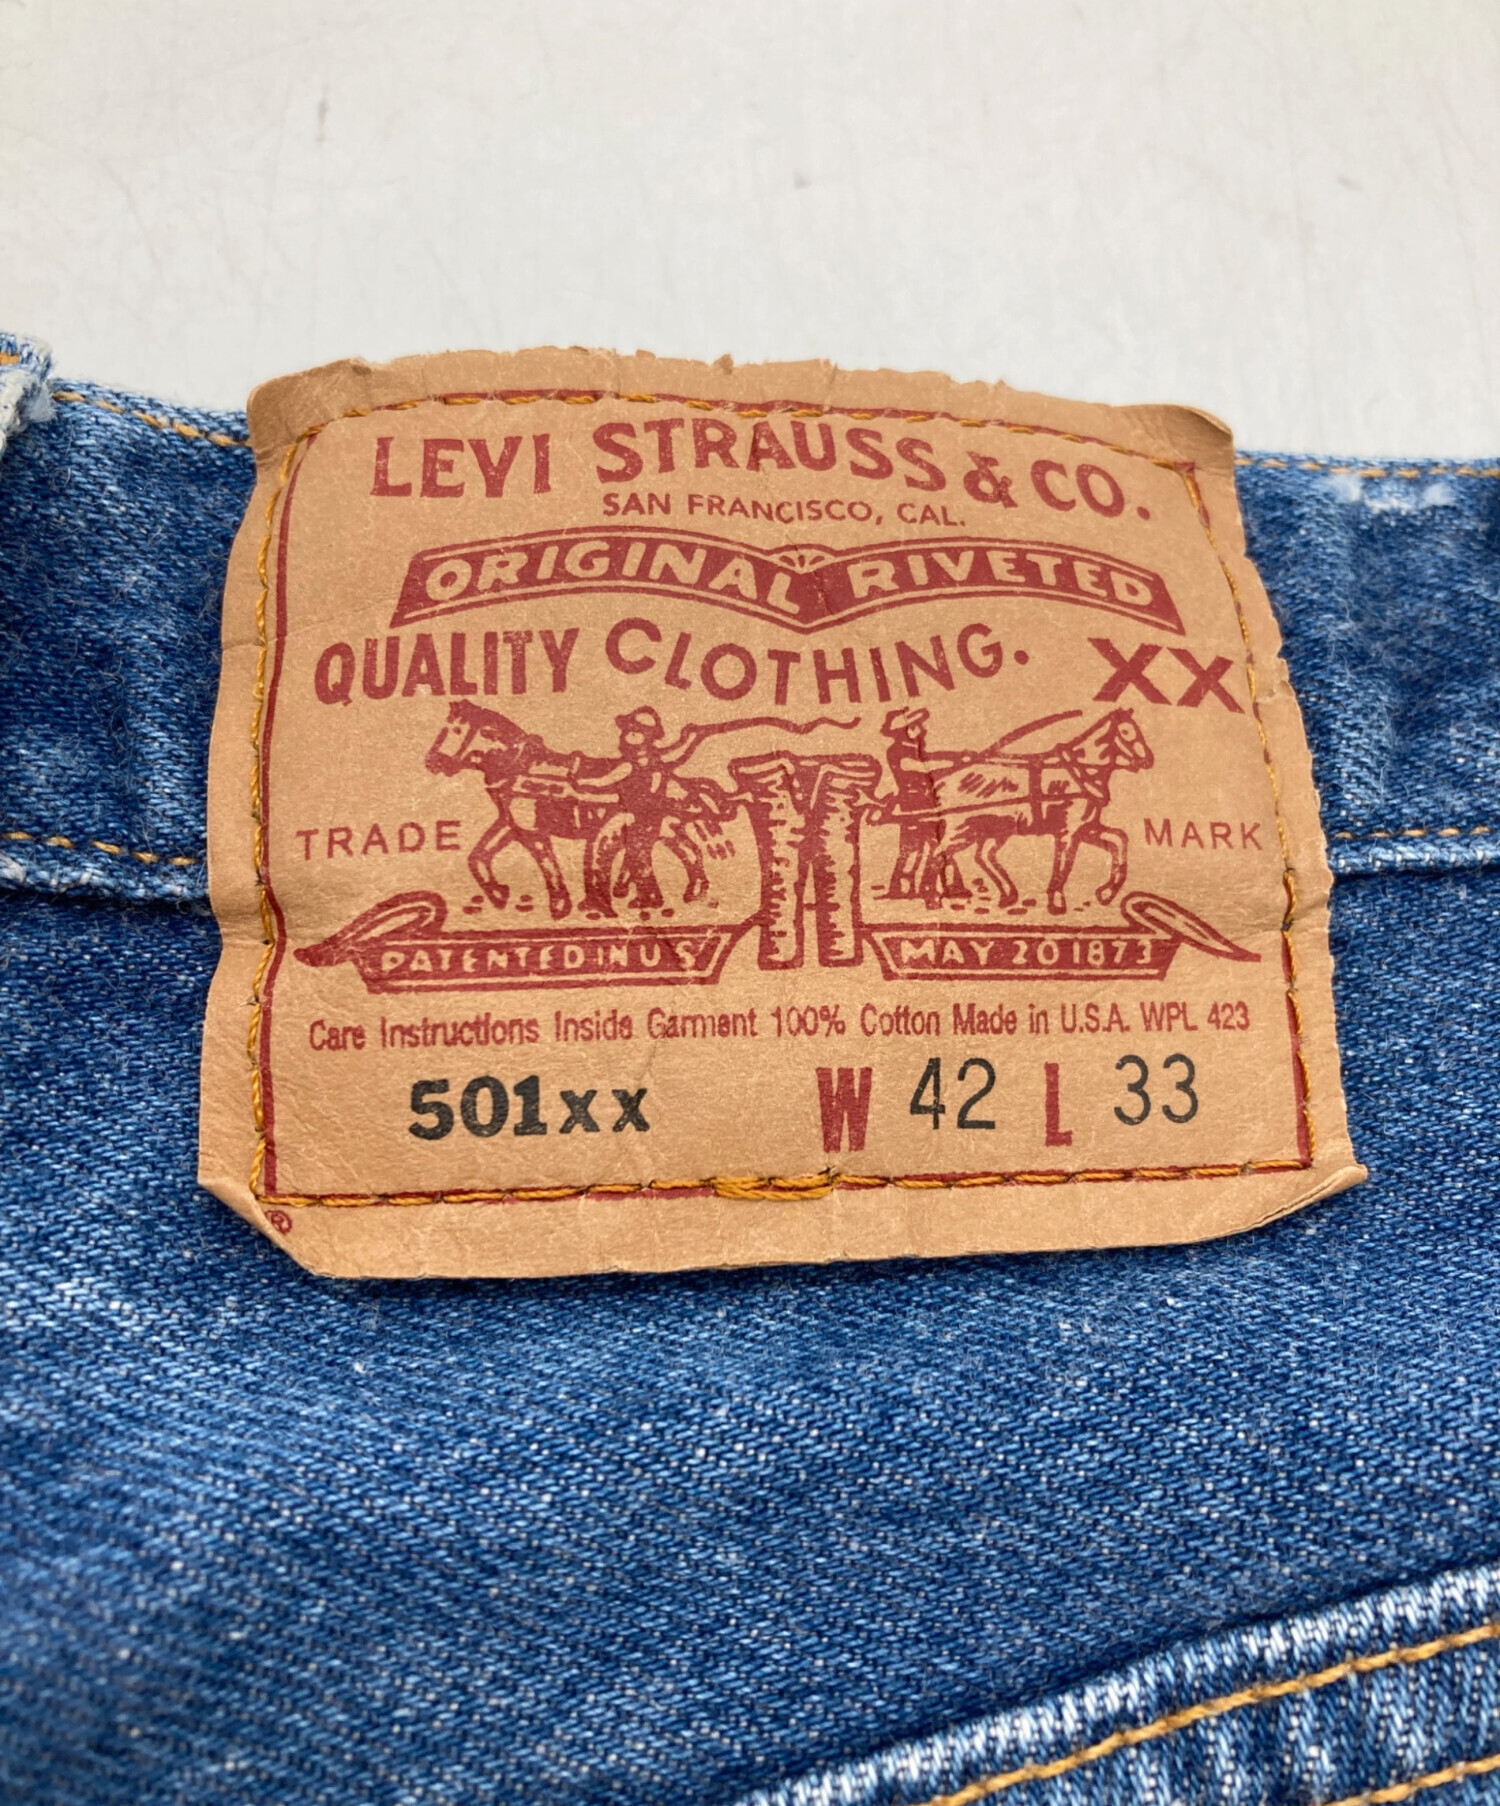 LEVI STRAUSS & CO.
SAN FRANCISCO, CAL.
ORIGINAL RIVETED
QUALITY CLOTHING. XX
TRADE MARK
PATENTED IN U S MAY 20 1873
Care Instructions Inside Garment 100% Cotton Made in U.S.A. WPL 423
501xx W 42 L 33
®